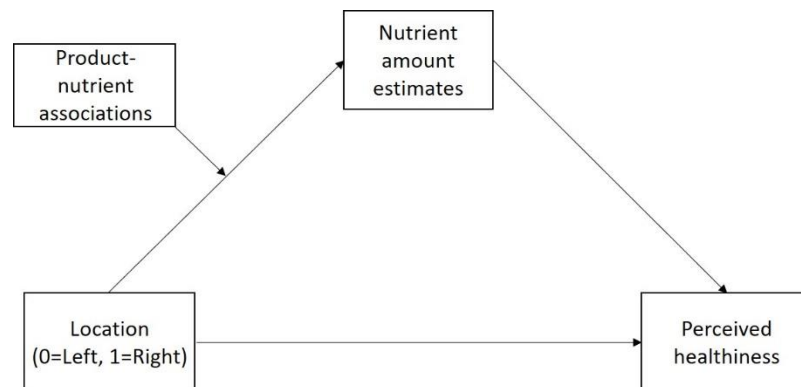 Nutrient
amount
estimates
Product-
nutrient
associations
Location
(0=Left, 1=Right)
Perceived
healthiness